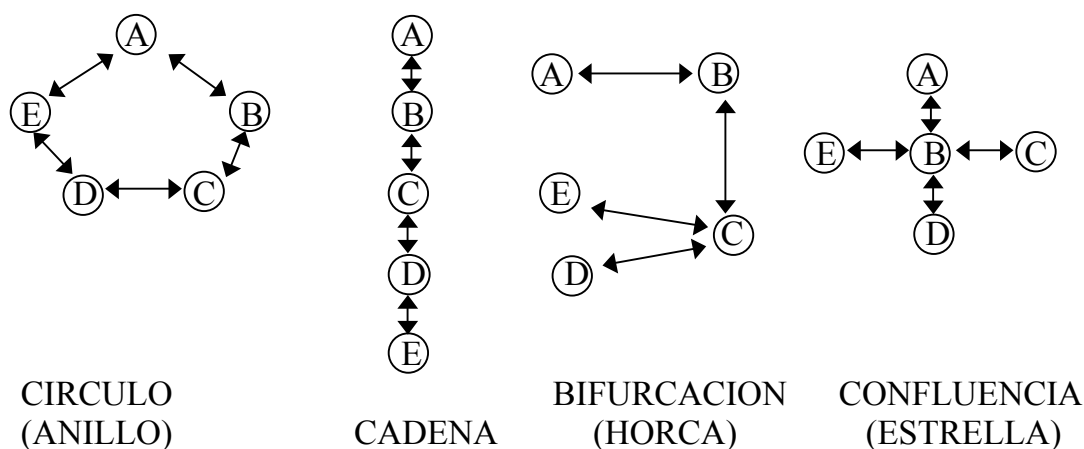 A
E
B
D
C
CIRCULO
(ANILLO)
A
B
C
D
E
CADENA
A
B
E
C
D
BIFURCACION
(HORCA)
A
E
B
C
D
CONFLUENCIA
(ESTRELLA)